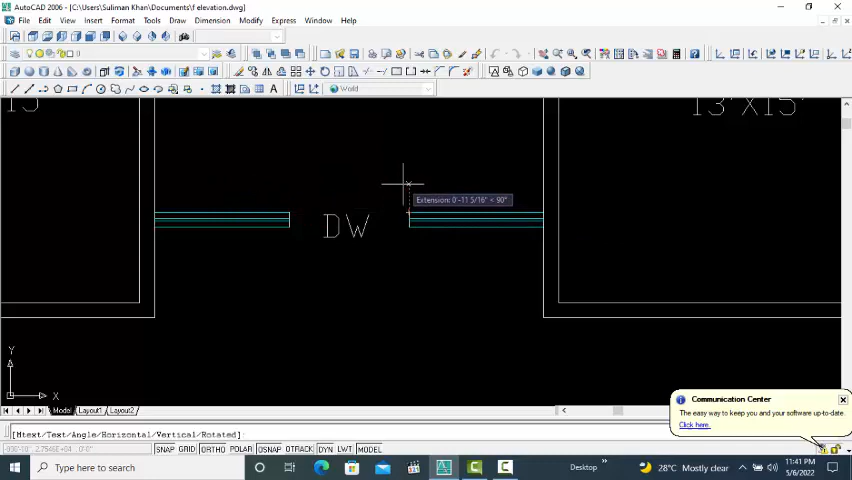 AutoCAD 2006 - [C:\Users\Suliman Khan\Documents\f elevation.dwg]
File Edit View Insert Format Tools Draw Dimension Modify Express Window Help
0
World
13'X15'
DW
Extension: 0'-11 5/16" < 90°
Y
X
Model Layout1 Layout2
Communication Center
The easy way to keep you and your software up-to-date.
Click here.
[Mtext/Text/Angle/Horizontal/Vertical/Rotated]:
SNAP GRID ORTHO POLAR OSNAP OTRACK DYN LWT MODEL
Type here to search
Desktop
28°C Mostly clear
11:41 PM
5/6/2022